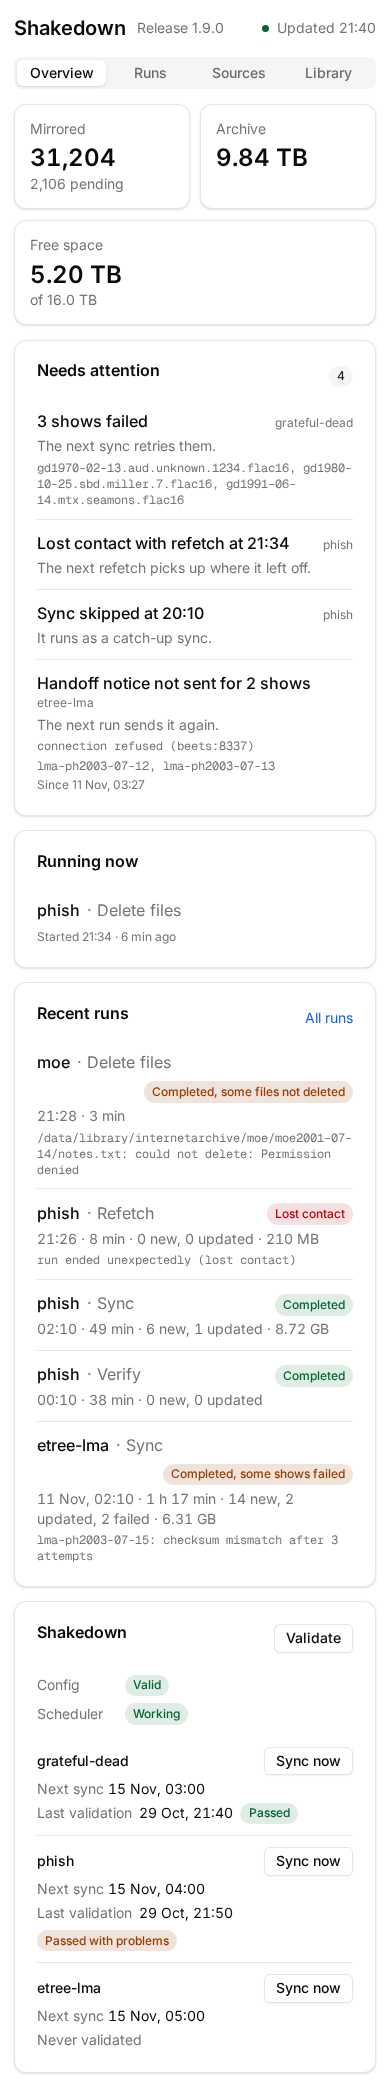 Shakedown Release 1.9.0 Updated 21:40
Overview Runs Sources Library
Mirrored
31,204
2,106 pending
Archive
9.84 TB
Free space
5.20 TB
of 16.0 TB
Needs attention 4
3 shows failed grateful-dead
The next sync retries them.
gd1970-02-13.aud.unknown.1234.flac16, gd1980-
10-25.sbd.miller.7.flac16, gd1991-06-
14.mtx.seamons.flac16
Lost contact with refetch at 21:34 phish
The next refetch picks up where it left off.
Sync skipped at 20:10 phish
It runs as a catch-up sync.
Handoff notice not sent for 2 shows
etree-lma
The next run sends it again.
connection refused (beets:8337)
lma-ph2003-07-12, lma-ph2003-07-13
Since 11 Nov, 03:27
Running now
phish · Delete files
Started 21:34 · 6 min ago
Recent runs All runs
moe · Delete files
Completed, some files not deleted
21:28 · 3 min
/data/library/internetarchive/moe/moe2001-07-
14/notes.txt: could not delete: Permission
denied
phish · Refetch Lost contact
21:26 · 8 min · 0 new, 0 updated · 210 MB
run ended unexpectedly (lost contact)
phish · Sync Completed
02:10 · 49 min · 6 new, 1 updated · 8.72 GB
phish · Verify Completed
00:10 · 38 min · 0 new, 0 updated
etree-lma · Sync
Completed, some shows failed
11 Nov, 02:10 · 1 h 17 min · 14 new, 2
updated, 2 failed · 6.31 GB
lma-ph2003-07-15: checksum mismatch after 3
attempts
Shakedown Validate
Config Valid
Scheduler Working
grateful-dead Sync now
Next sync 15 Nov, 03:00
Last validation 29 Oct, 21:40 Passed
phish Sync now
Next sync 15 Nov, 04:00
Last validation 29 Oct, 21:50
Passed with problems
etree-lma Sync now
Next sync 15 Nov, 05:00
Never validated